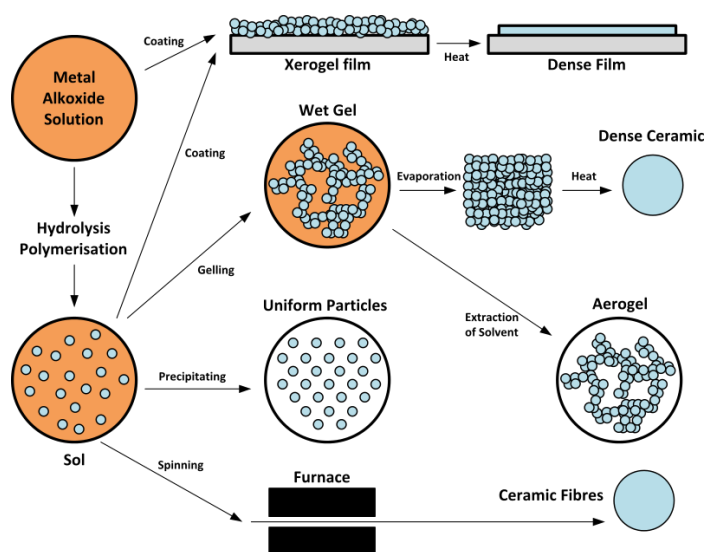 Coating
Xerogel film
Heat
Dense Film
Metal
Alkoxide
Solution
Coating
Wet Gel
Evaporation
Heat
Dense Ceramic
Hydrolysis
Polymerisation
Gelling
Uniform Particles
Extraction
of Solvent
Aerogel
Precipitating
Sol
Spinning
Furnace
Ceramic Fibres